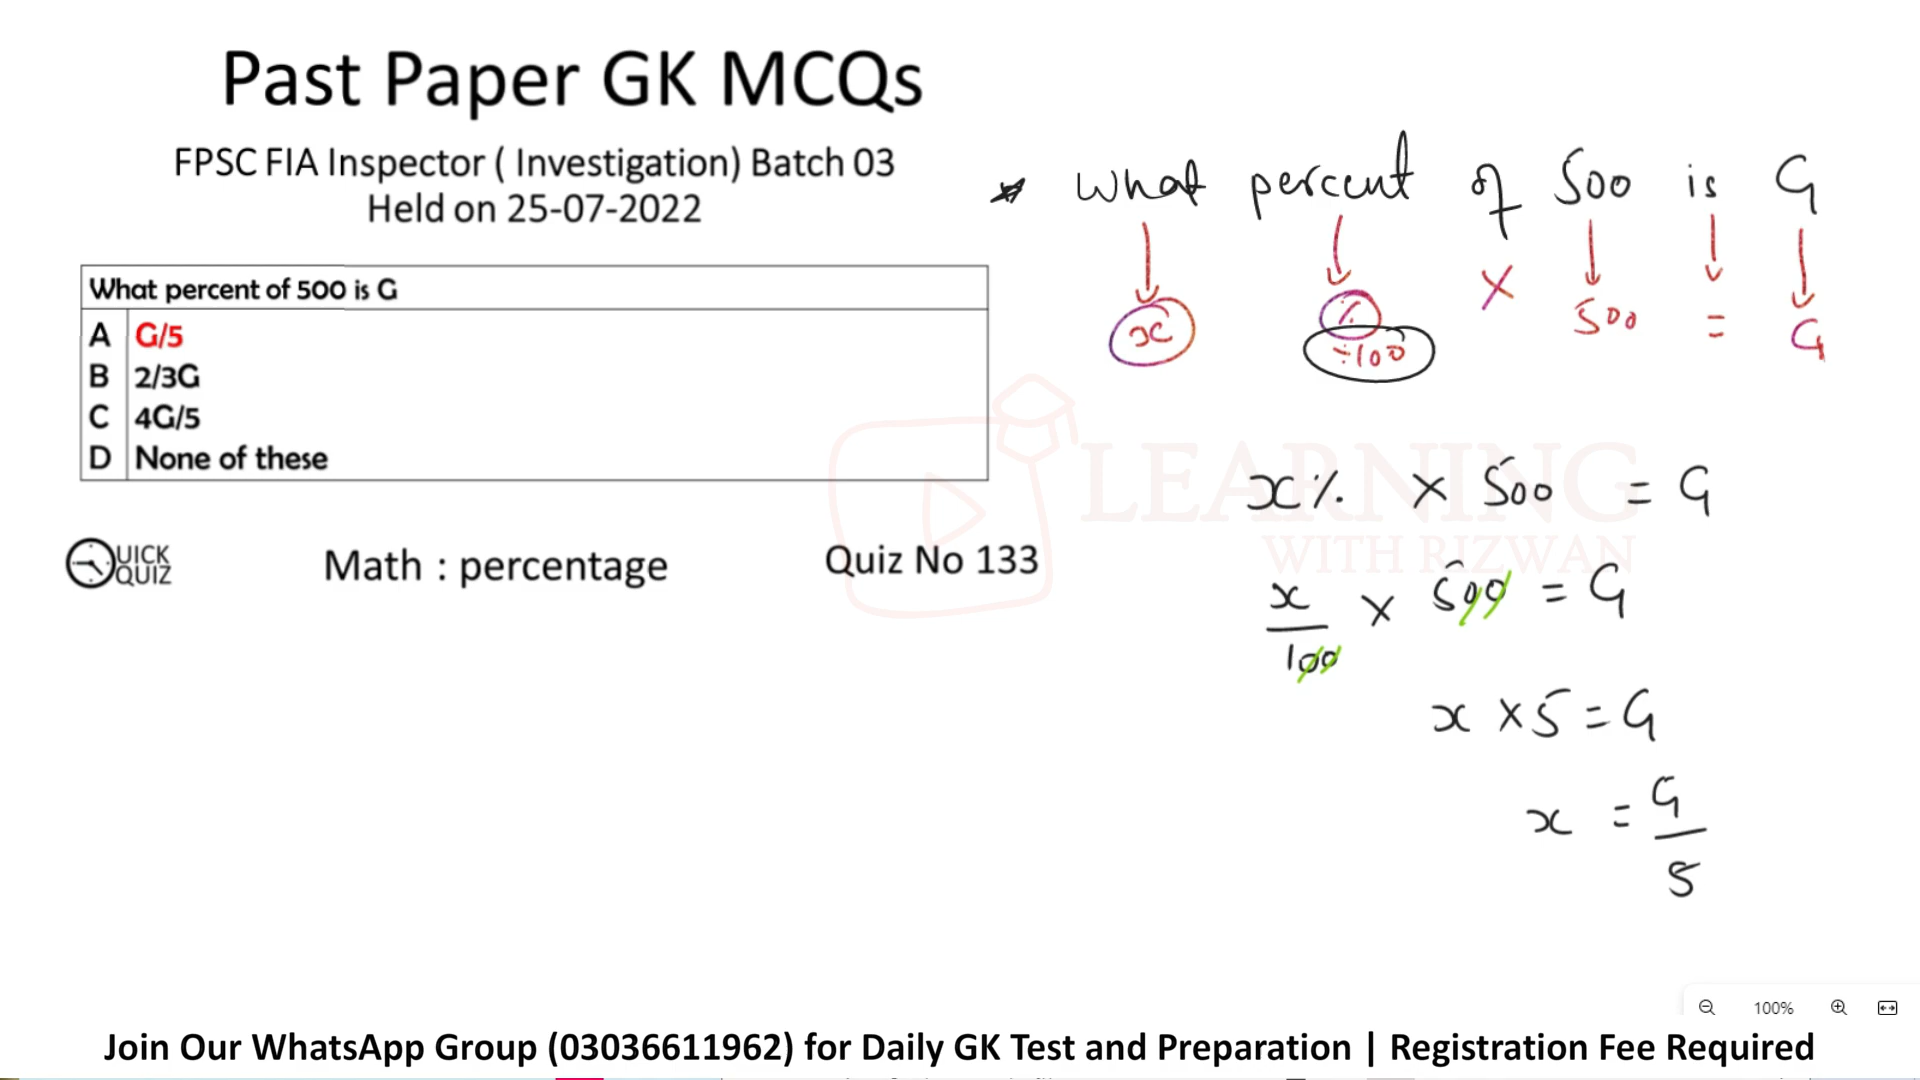 Past Paper GK MCQs
FPSC FIA Inspector ( Investigation) Batch 03
Held on 25-07-2022
What percent of 500 is G
A G/5
B 2/3G
C 4G/5
D None of these
QUICK QUIZ
Math : percentage
Quiz No 133
* What percent of 500 is G
x % × 500 = G
÷100
x% × 500 = G
x/100 × 500 = G
x × 5 = G
x = G/5
LEARNING
WITH RIZWAN
100%
Join Our WhatsApp Group (03036611962) for Daily GK Test and Preparation | Registration Fee Required